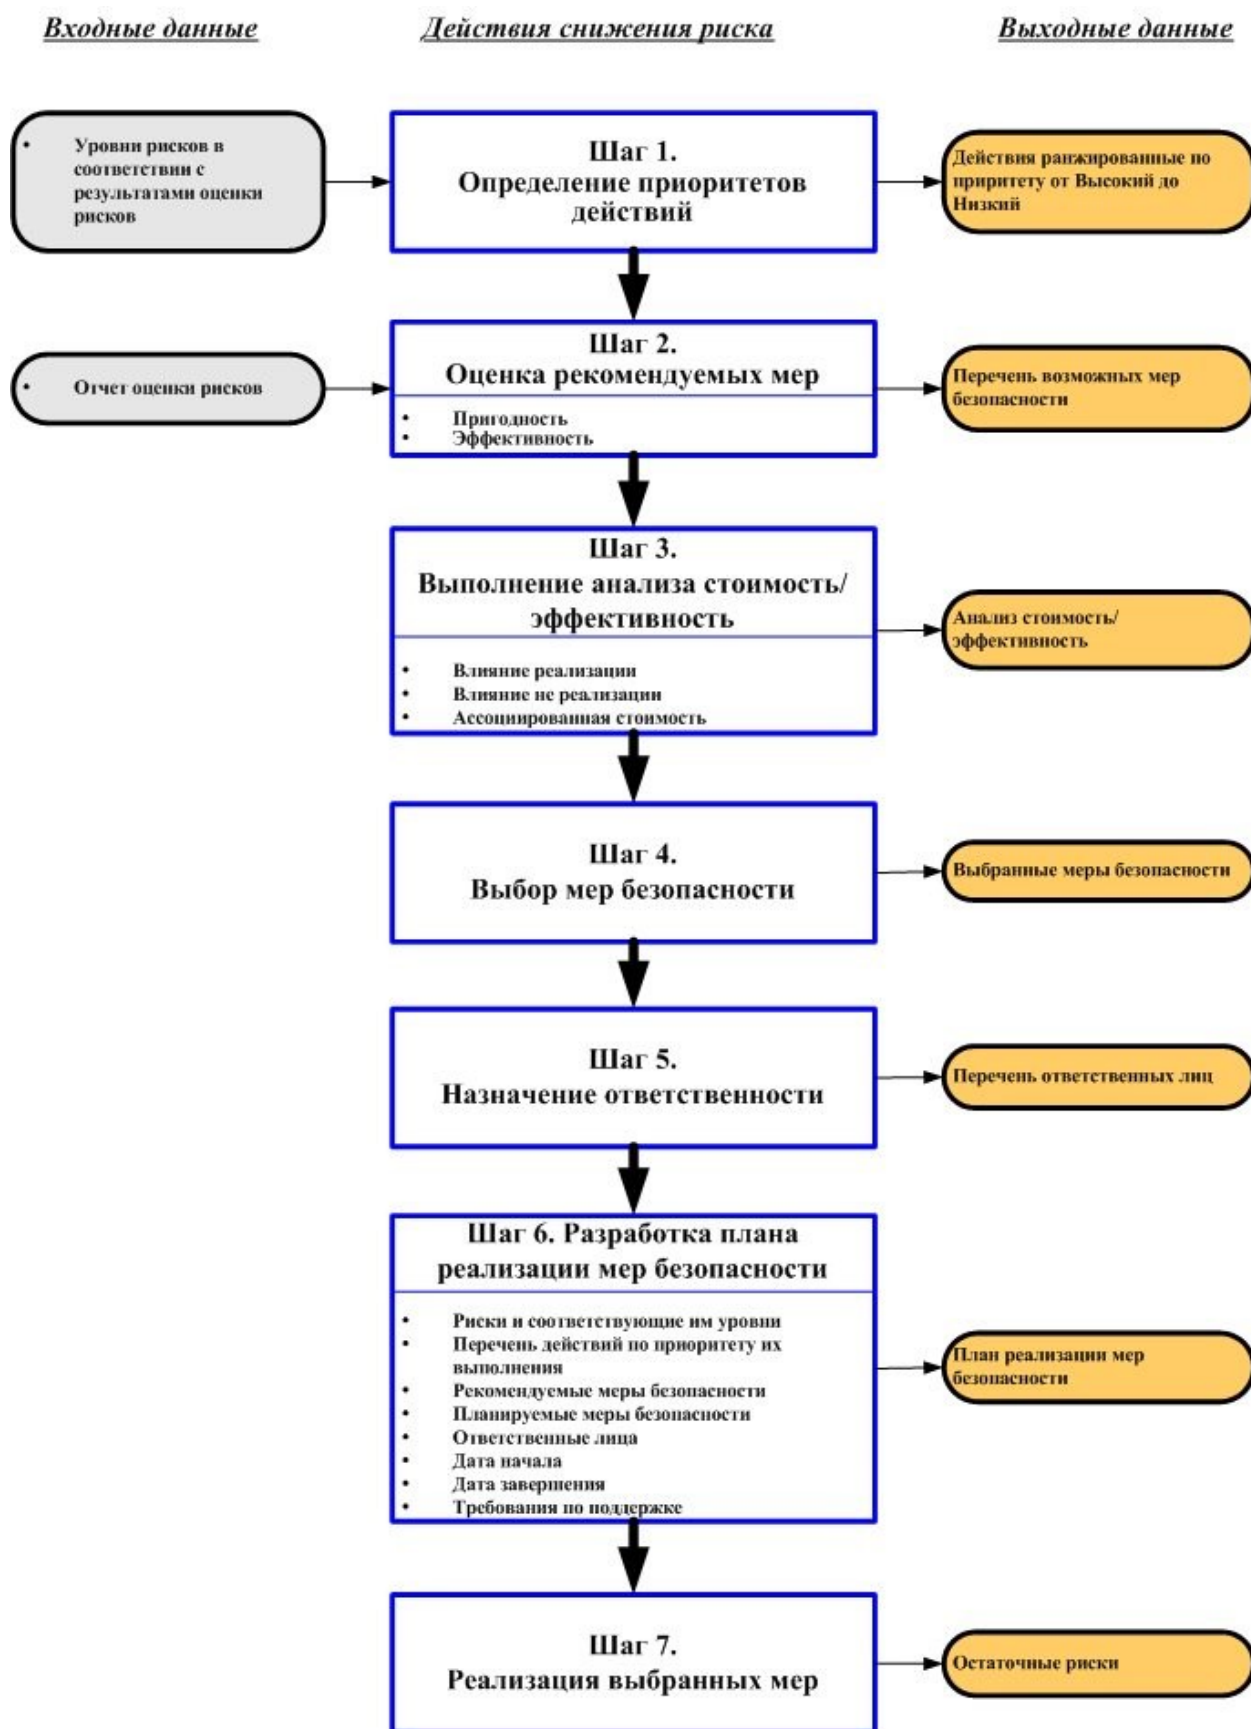 Входные данные
Действия снижения риска
Выходные данные
• Уровни рисков в
соответствии с
результатами оценки
рисков
Шаг 1.
Определение приоритетов
действий
Действия ранжированные по
приритету от Высокий до
Низкий
• Отчет оценки рисков
Шаг 2.
Оценка рекомендуемых мер
• Пригодность
• Эффективность
Перечень возможных мер
безопасности
Шаг 3.
Выполнение анализа стоимость/
эффективность
• Влияние реализации
• Влияние не реализации
• Ассоциированная стоимость
Анализ стоимость/
эффективность
Шаг 4.
Выбор мер безопасности
Выбранные меры безопасности
Шаг 5.
Назначение ответственности
Перечень ответственных лиц
Шаг 6. Разработка плана
реализации мер безопасности
• Риски и соответствующие им уровни
• Перечень действий по приоритету их
выполнения
• Рекомендуемые меры безопасности
• Планируемые меры безопасности
• Ответственные лица
• Дата начала
• Дата завершения
• Требования по поддержке
План реализации мер
безопасности
Шаг 7.
Реализация выбранных мер
Остаточные риски